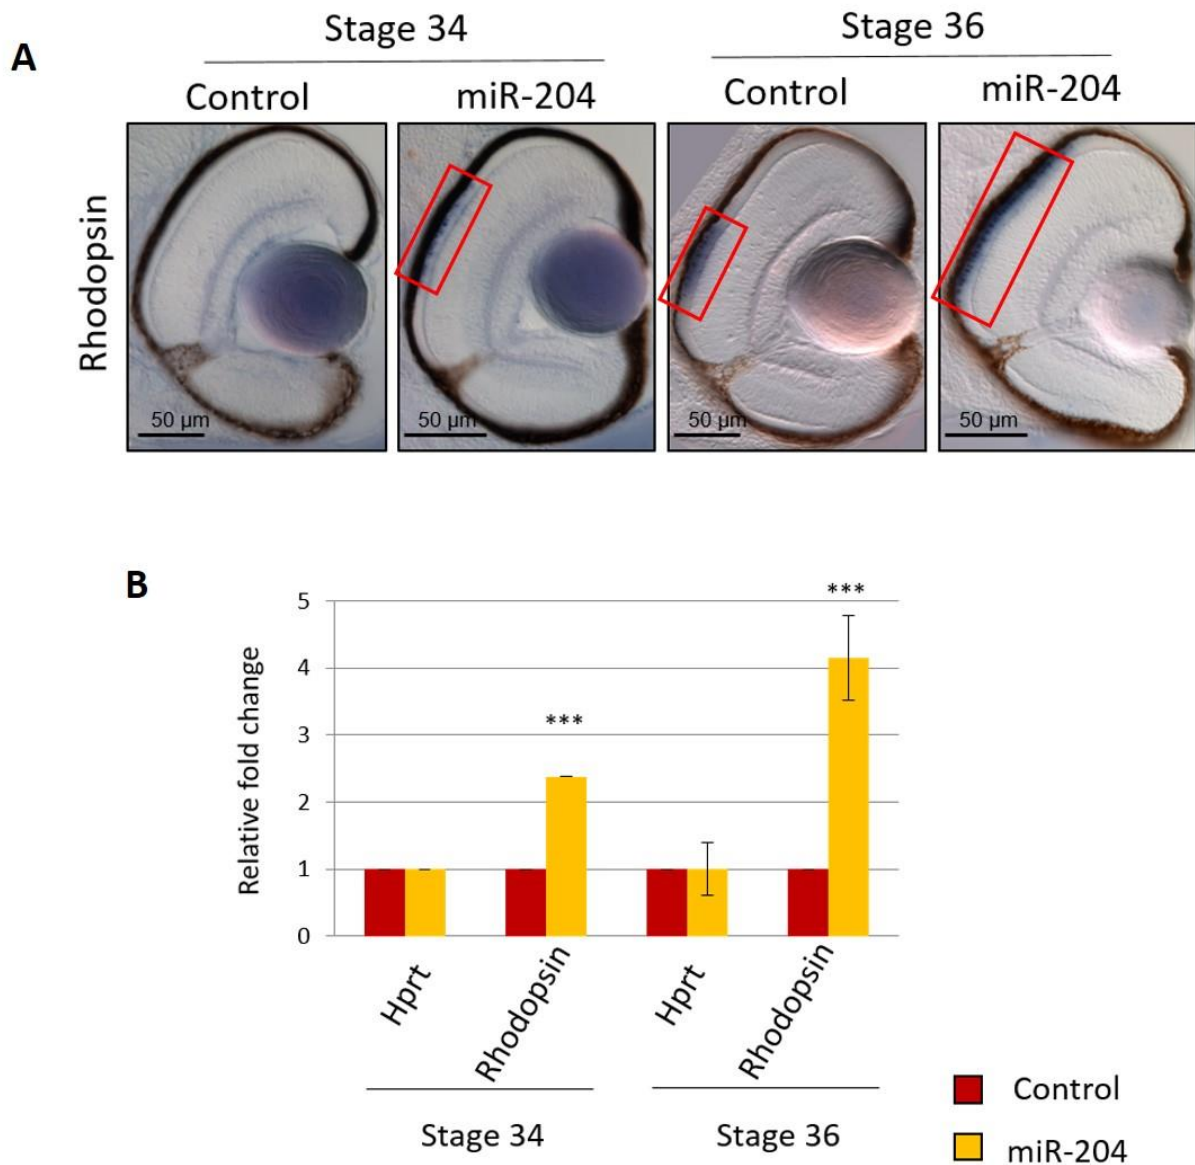 A
Stage 34
Stage 36
Control
miR-204
Control
miR-204
Rhodopsin
50 µm
50 µm
50 µm
50 µm
B
Relative fold change
5
4
3
2
1
0
***
***
Hprt
Rhodopsin
Hprt
Rhodopsin
Stage 34
Stage 36
Control
miR-204